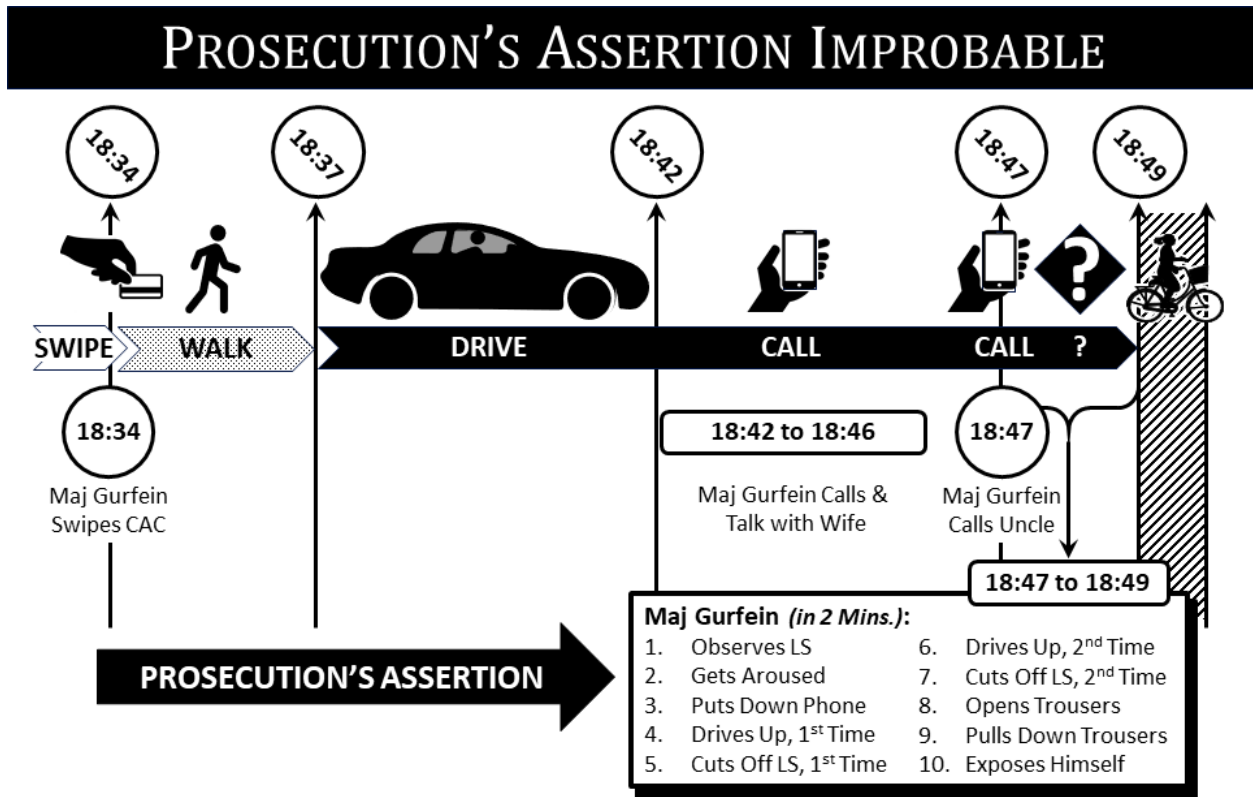 PROSECUTION'S ASSERTION IMPROBABLE
18:34
18:37
18:42
18:47
18:49
?
SWIPE
WALK
DRIVE
CALL
CALL
?
18:34
18:42 to 18:46
18:47
Maj Gurfein
Swipes CAC
Maj Gurfein Calls &
Talk with Wife
Maj Gurfein
Calls Uncle
18:47 to 18:49
PROSECUTION'S ASSERTION
Maj Gurfein (in 2 Mins.):
1. Observes LS
2. Gets Aroused
3. Puts Down Phone
4. Drives Up, 1st Time
5. Cuts Off LS, 1st Time
6. Drives Up, 2nd Time
7. Cuts Off LS, 2nd Time
8. Opens Trousers
9. Pulls Down Trousers
10. Exposes Himself